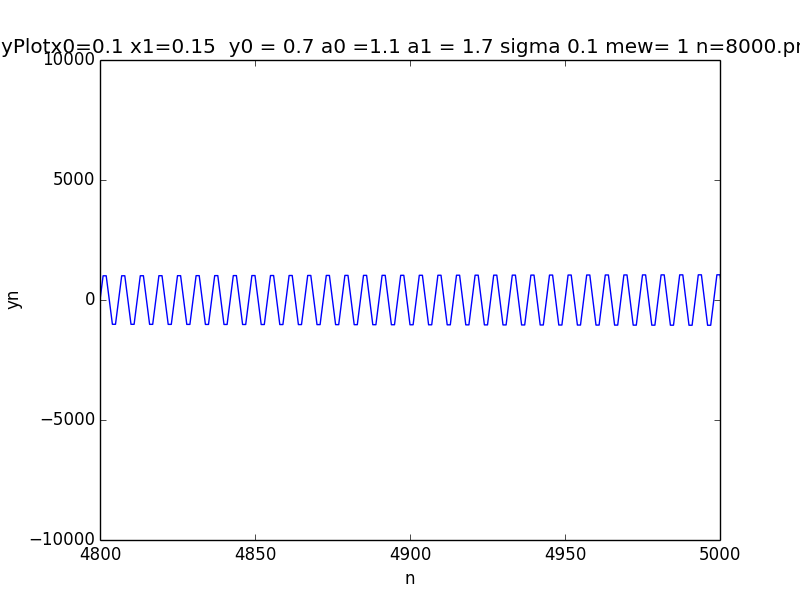 yPlotx0=0.1 x1=0.15  y0 = 0.7 a0 =1.1 a1 = 1.7 sigma 0.1 mew= 1 n=8000.pn
10000
5000
0
−5000
−10000
yn
4800 4850 4900 4950 5000
n